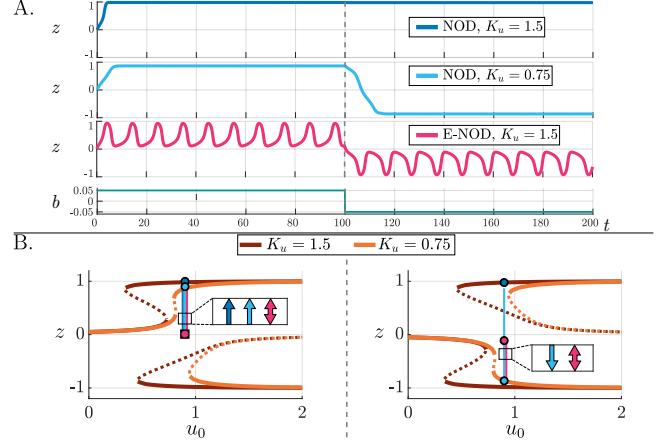 A.
1
z
0
-1
NOD, K_u = 1.5
1
z
0
-1
NOD, K_u = 0.75
1
z
0
-1
E-NOD, K_u = 1.5
b
0.05
0
-0.05
0 20 40 60 80 100 120 140 160 180 200
t
B.
K_u = 1.5 K_u = 0.75
1
z
0
-1
0 1 2
u_0
1
z
0
-1
0 1 2
u_0